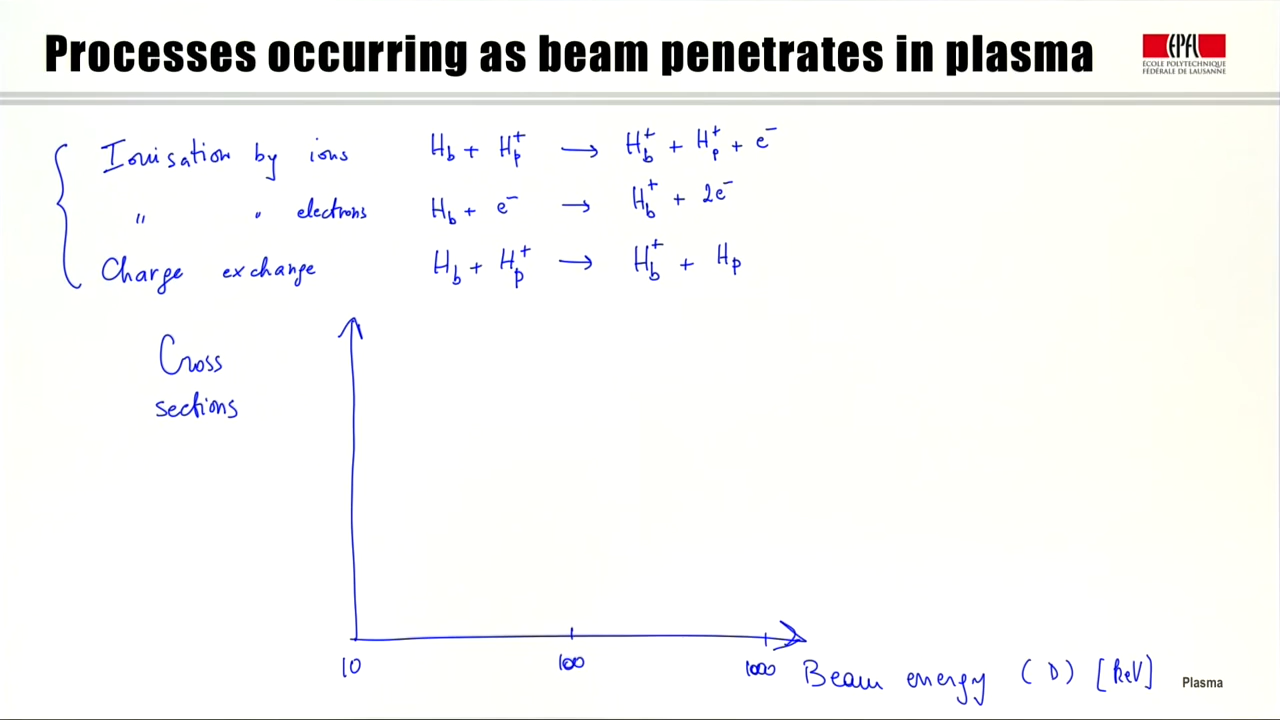 Processes occurring as beam penetrates in plasma
EPFL
ÉCOLE POLYTECHNIQUE
FÉDÉRALE DE LAUSANNE
Ionisation by ions H_b + H_p^+ → H_b^+ + H_p^+ + e^-
" " electrons H_b + e^- → H_b^+ + 2e^-
Charge exchange H_b + H_p^+ → H_b^+ + H_p
Cross
sections
10 100 1000 Beam energy (D) [keV]
Plasma